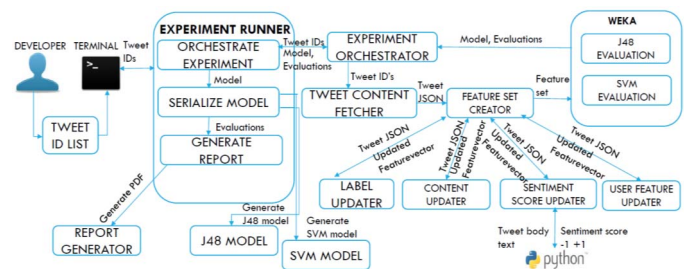 EXPERIMENT RUNNER
WEKA
DEVELOPER
TERMINAL
Tweet
IDs
>_
TWEET
ID LIST
ORCHESTRATE
EXPERIMENT
Model
SERIALIZE MODEL
Evaluations
GENERATE
REPORT
Generate PDF
REPORT
GENERATOR
Generate
J48 model
J48 MODEL
Generate
SVM model
SVM MODEL
Tweet IDs
Model,
Evaluations
EXPERIMENT
ORCHESTRATOR
Tweet ID's
TWEET CONTENT
FETCHER
Tweet
JSON
Model, Evaluations
FEATURE SET
CREATOR
Feature
set
J48
EVALUATION
SVM
EVALUATION
Tweet JSON
Updated
Featurevector
Tweet JSON
Updated
Featurevector
Tweet JSON
Updated
Featurevector
Tweet JSON
Updated
Featurevector
LABEL
UPDATER
CONTENT
UPDATER
SENTIMENT
SCORE UPDATER
USER FEATURE
UPDATER
Tweet body
text
Sentiment score
-1 +1
python